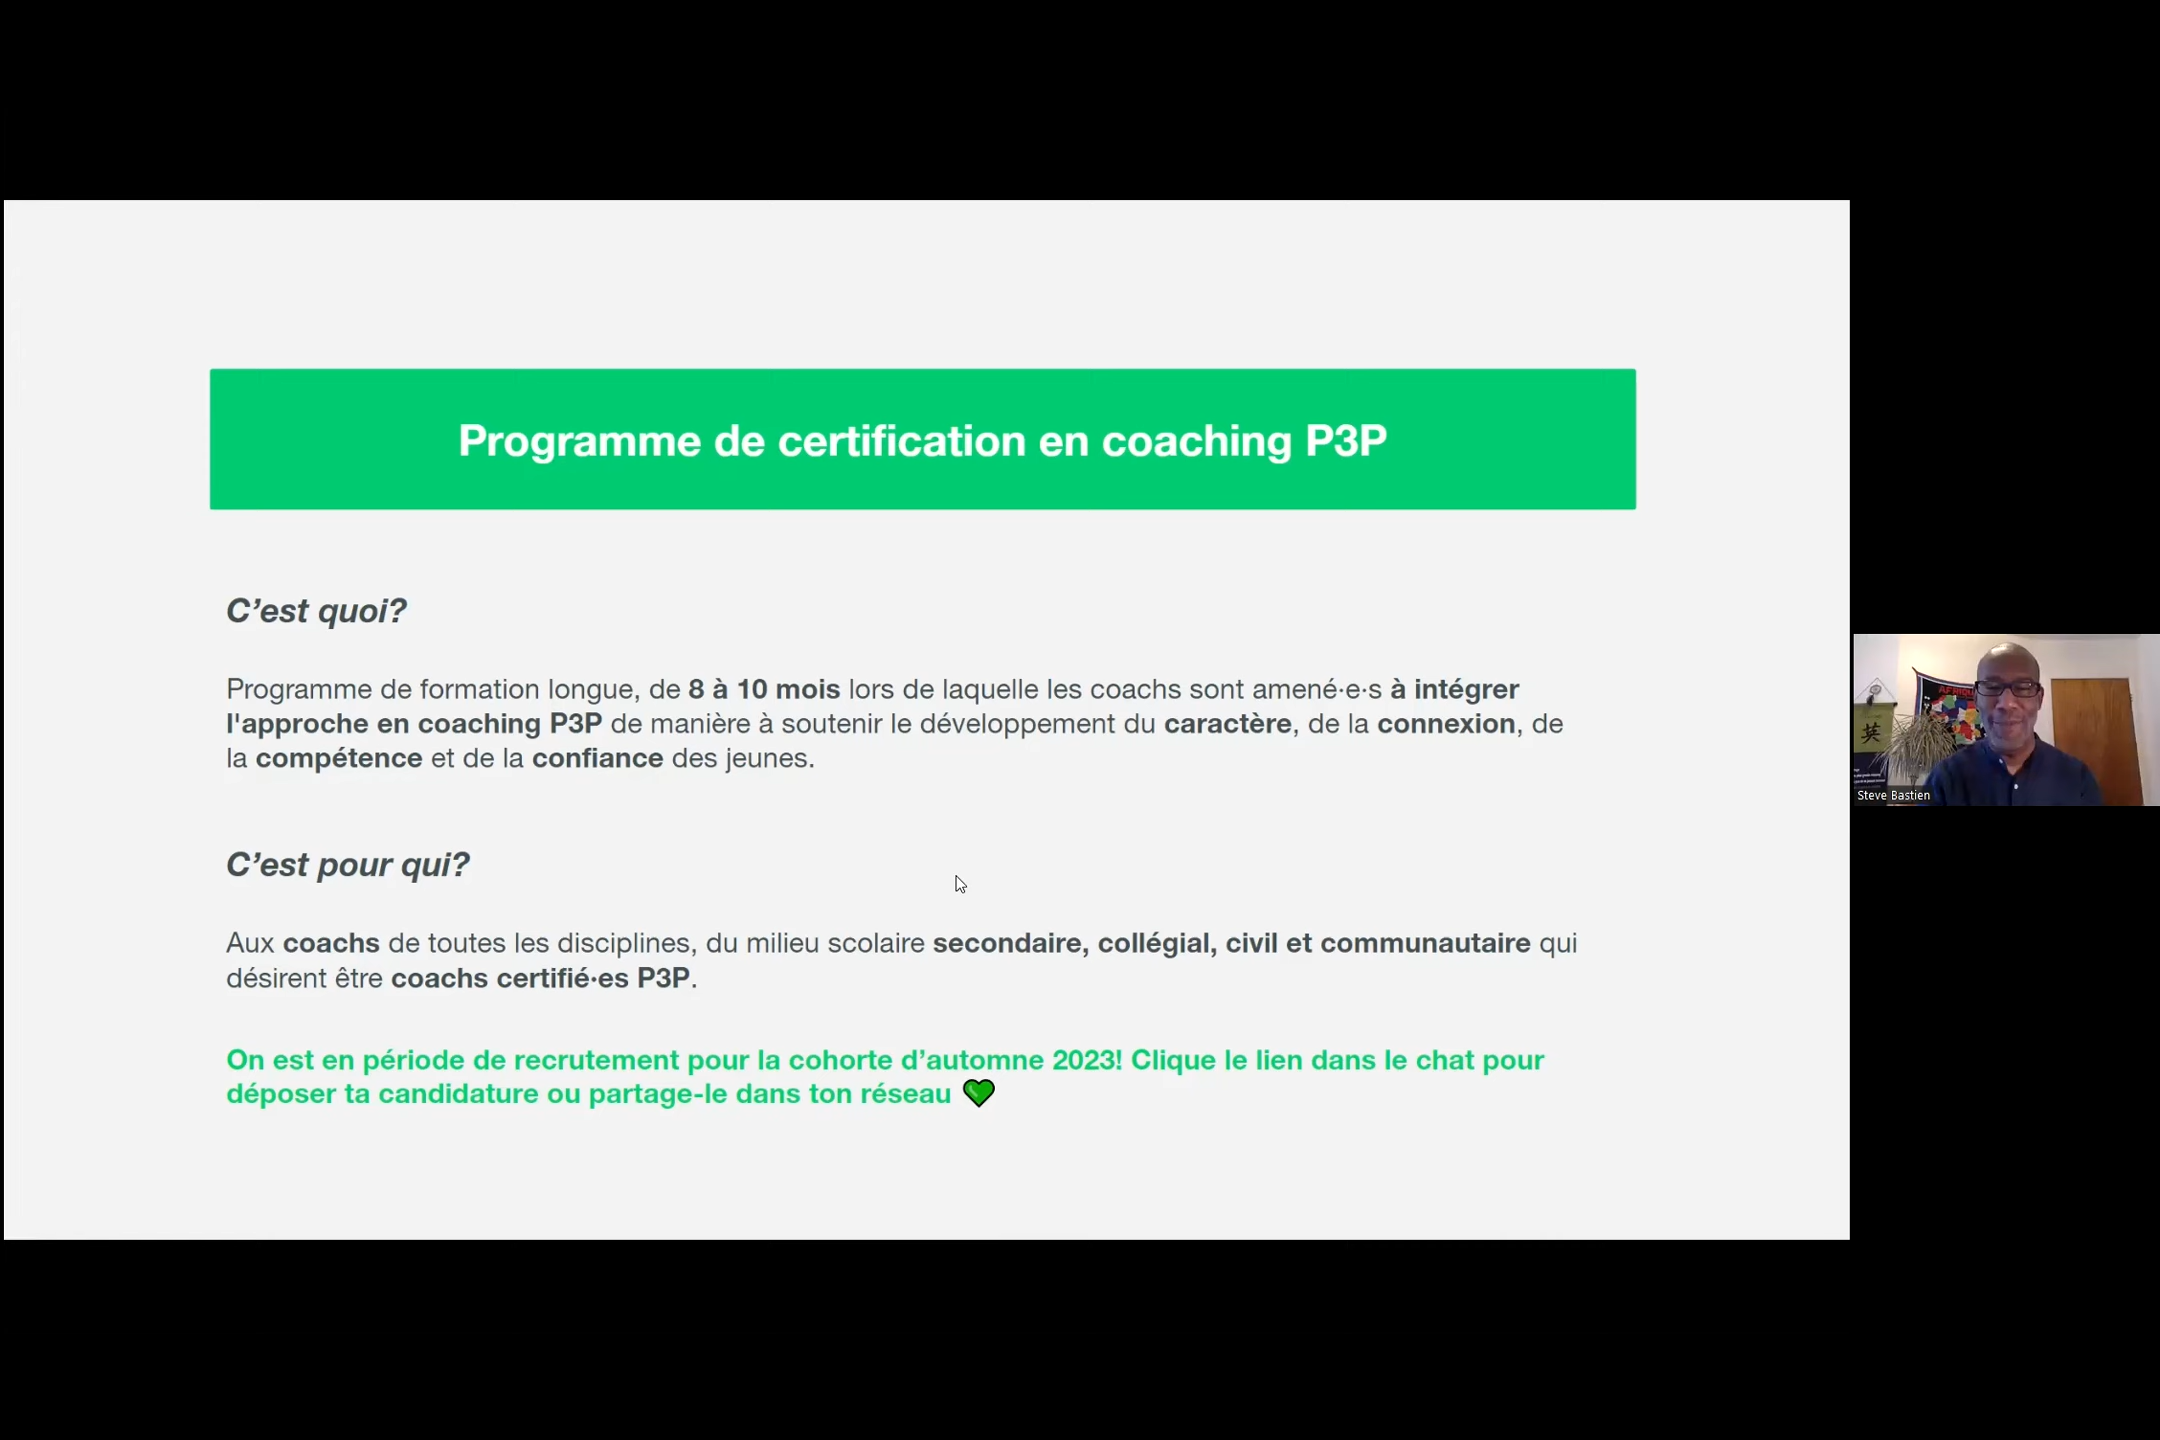 Programme de certification en coaching P3P
C’est quoi?
Programme de formation longue, de 8 à 10 mois lors de laquelle les coachs sont amené·e·s à intégrer
l'approche en coaching P3P de manière à soutenir le développement du caractère, de la connexion, de
la compétence et de la confiance des jeunes.
C’est pour qui?
Aux coachs de toutes les disciplines, du milieu scolaire secondaire, collégial, civil et communautaire qui
désirent être coachs certifié·es P3P.
On est en période de recrutement pour la cohorte d’automne 2023! Clique le lien dans le chat pour
déposer ta candidature ou partage-le dans ton réseau 💚
英
Steve Bastien